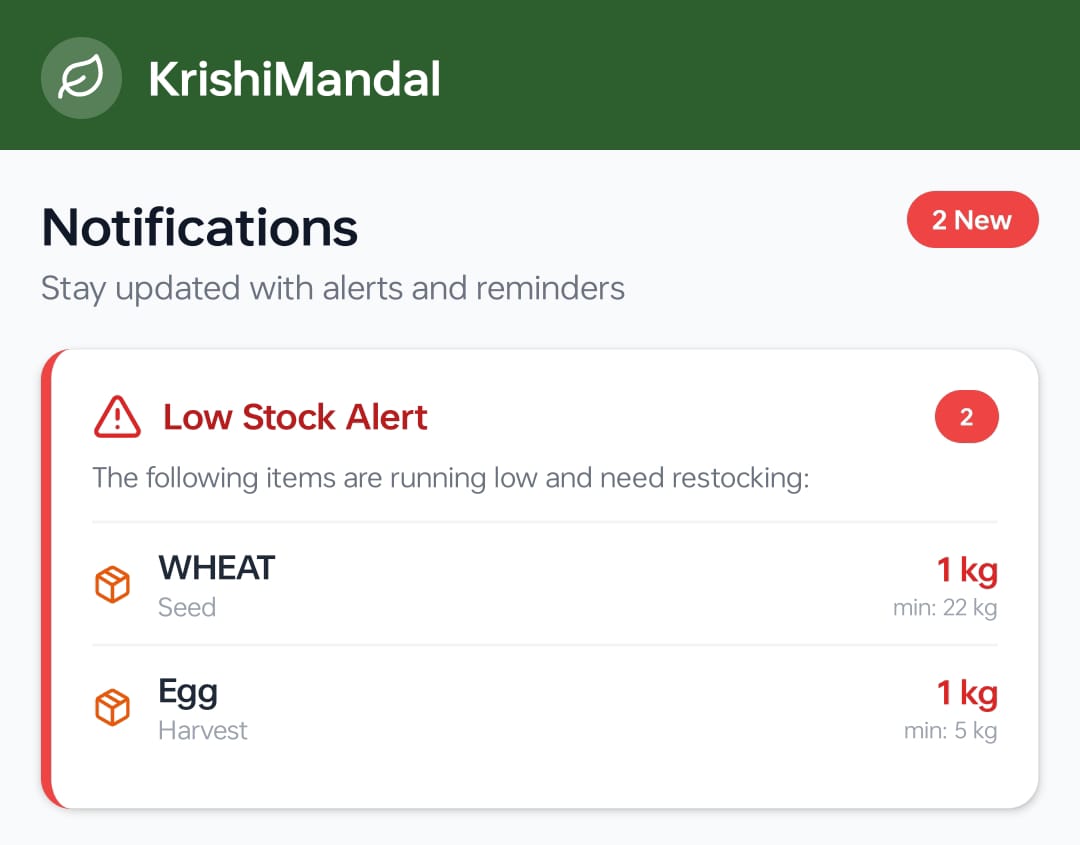 KrishiMandal
Notifications
2 New
Stay updated with alerts and reminders
Low Stock Alert
2
The following items are running low and need restocking:
WHEAT
1 kg
Seed
min: 22 kg
Egg
1 kg
Harvest
min: 5 kg